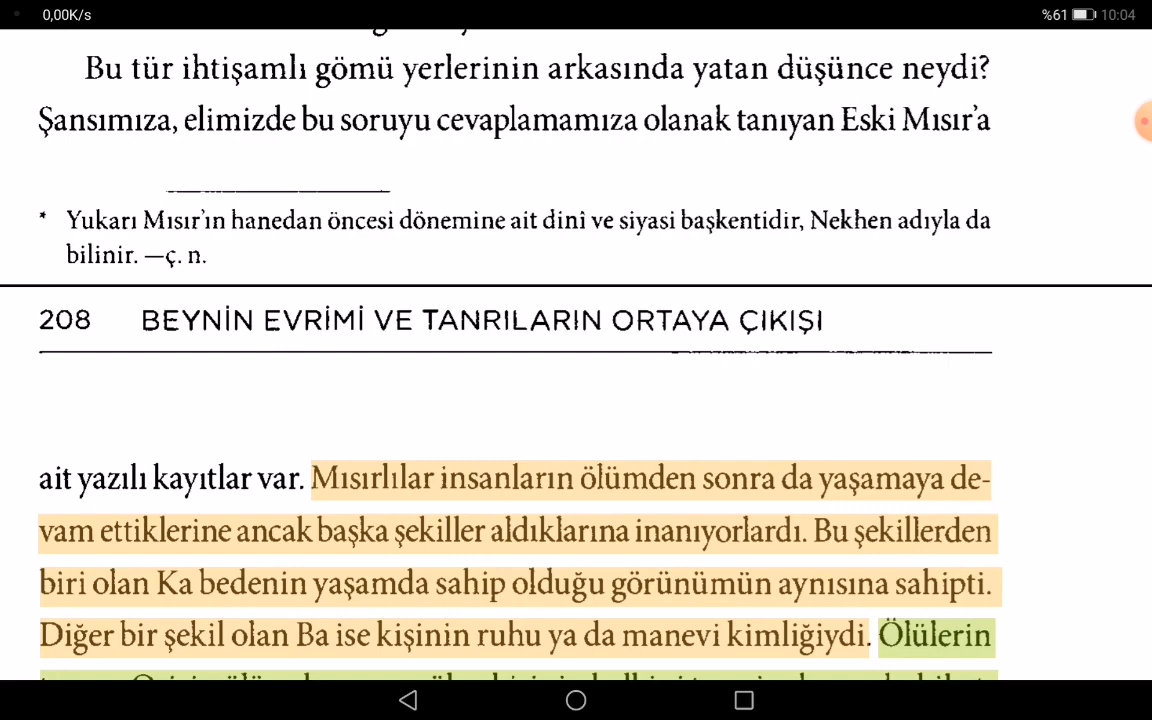 0,00K/s
%61 10:04
Bu tür ihtişamlı gömü yerlerinin arkasında yatan düşünce neydi?
Şansımıza, elimizde bu soruyu cevaplamamıza olanak tanıyan Eski Mısır'a
* Yukarı Mısır'ın hanedan öncesi dönemine ait dinî ve siyasi başkentidir, Nekhen adıyla da
bilinir. —ç. n.
208 BEYNİN EVRİMİ VE TANRILARIN ORTAYA ÇIKIŞI
ait yazılı kayıtlar var. Mısırlılar insanların ölümden sonra da yaşamaya de-
vam ettiklerine ancak başka şekiller aldıklarına inanıyorlardı. Bu şekillerden
biri olan Ka bedenin yaşamda sahip olduğu görünümün aynısına sahipti.
Diğer bir şekil olan Ba ise kişinin ruhu ya da manevi kimliğiydi. Ölülerin